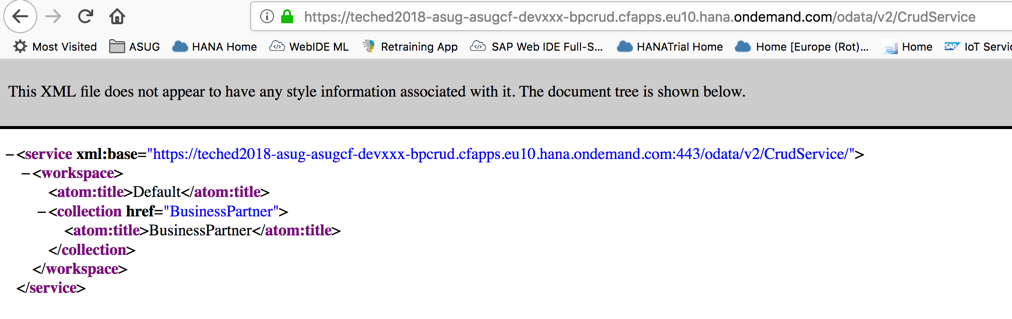 https://teched2018-asug-asugcf-devxxx-bpcrud.cfapps.eu10.hana.ondemand.com/odata/v2/CrudService
Most Visited ASUG HANA Home WebIDE ML Retraining App SAP Web IDE Full-S... HANATrial Home Home [Europe (Rot)... Home IoT Servic
This XML file does not appear to have any style information associated with it. The document tree is shown below.
−<service xml:base="https://teched2018-asug-asugcf-devxxx-bpcrud.cfapps.eu10.hana.ondemand.com:443/odata/v2/CrudService/">
−<workspace>
<atom:title>Default</atom:title>
−<collection href="BusinessPartner">
<atom:title>BusinessPartner</atom:title>
</collection>
</workspace>
</service>